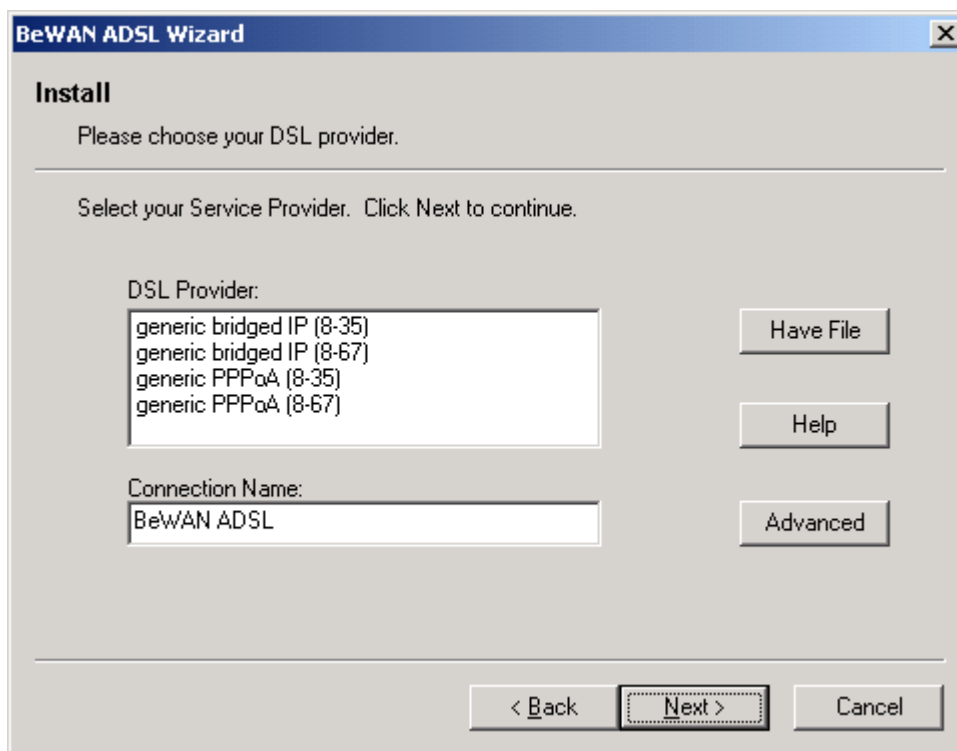 BeWAN ADSL Wizard
Install
Please choose your DSL provider.
Select your Service Provider. Click Next to continue.
DSL Provider:
generic bridged IP (8-35)
generic bridged IP (8-67)
generic PPPoA (8-35)
generic PPPoA (8-67)
Have File
Help
Connection Name:
BeWAN ADSL
Advanced
< Back
Next >
Cancel